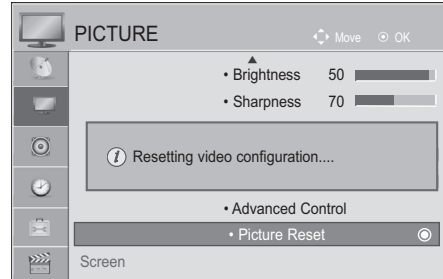 PICTURE
Move OK
• Brightness 50
• Sharpness 70
i Resetting video configuration....
• Advanced Control
• Picture Reset
Screen